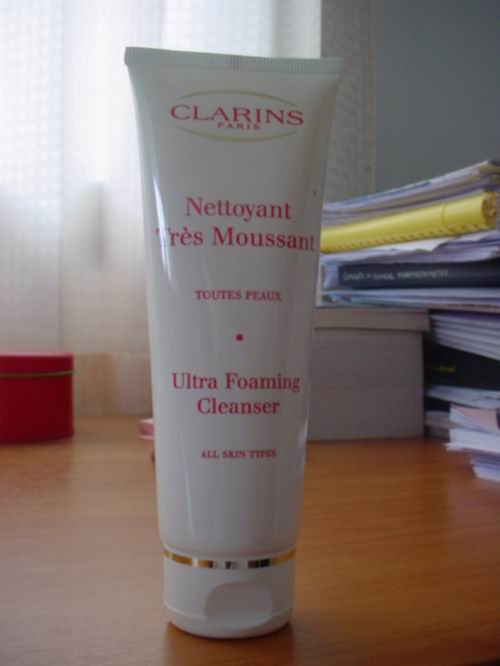 CLARINS
PARIS
Nettoyant
Très Moussant
TOUTES PEAUX
Ultra Foaming
Cleanser
ALL SKIN TYPES